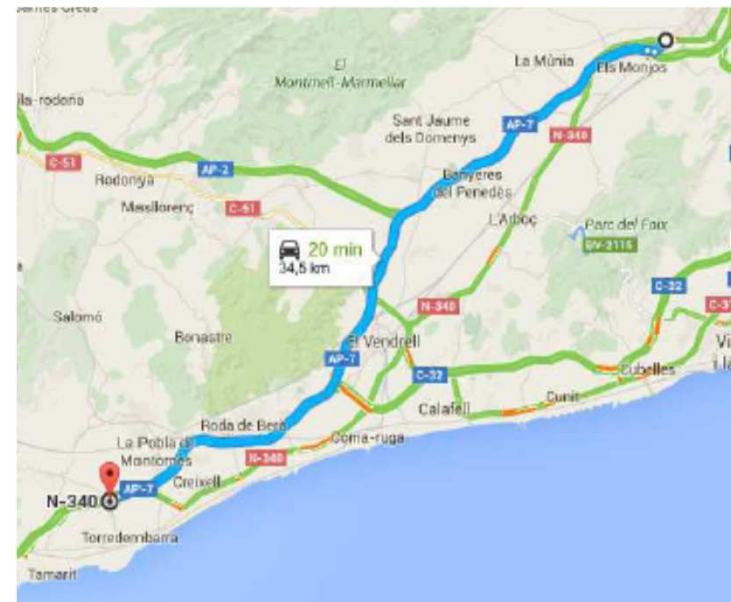 La Múnia
Els Monjos
El
Montmell-Marmellar
Sant Jaume
dels Domenys
AP-7
N-340
ila-rodona
C-51
AP-2
Rodonyà
Masllorenç
C-51
Banyeres
del Penedès
L'Arboç
Parc del Foix
BV-2115
20 min
34,5 km
C-32
Salomó
N-340
Bonastre
El Vendrell
AP-7
C-32
Cubelles
Calafell
Cunit
Roda de Berà
Coma-ruga
La Pobla de
Montornès
N-340
AP-7
Creixell
N-340
Torredembarra
Tamarit